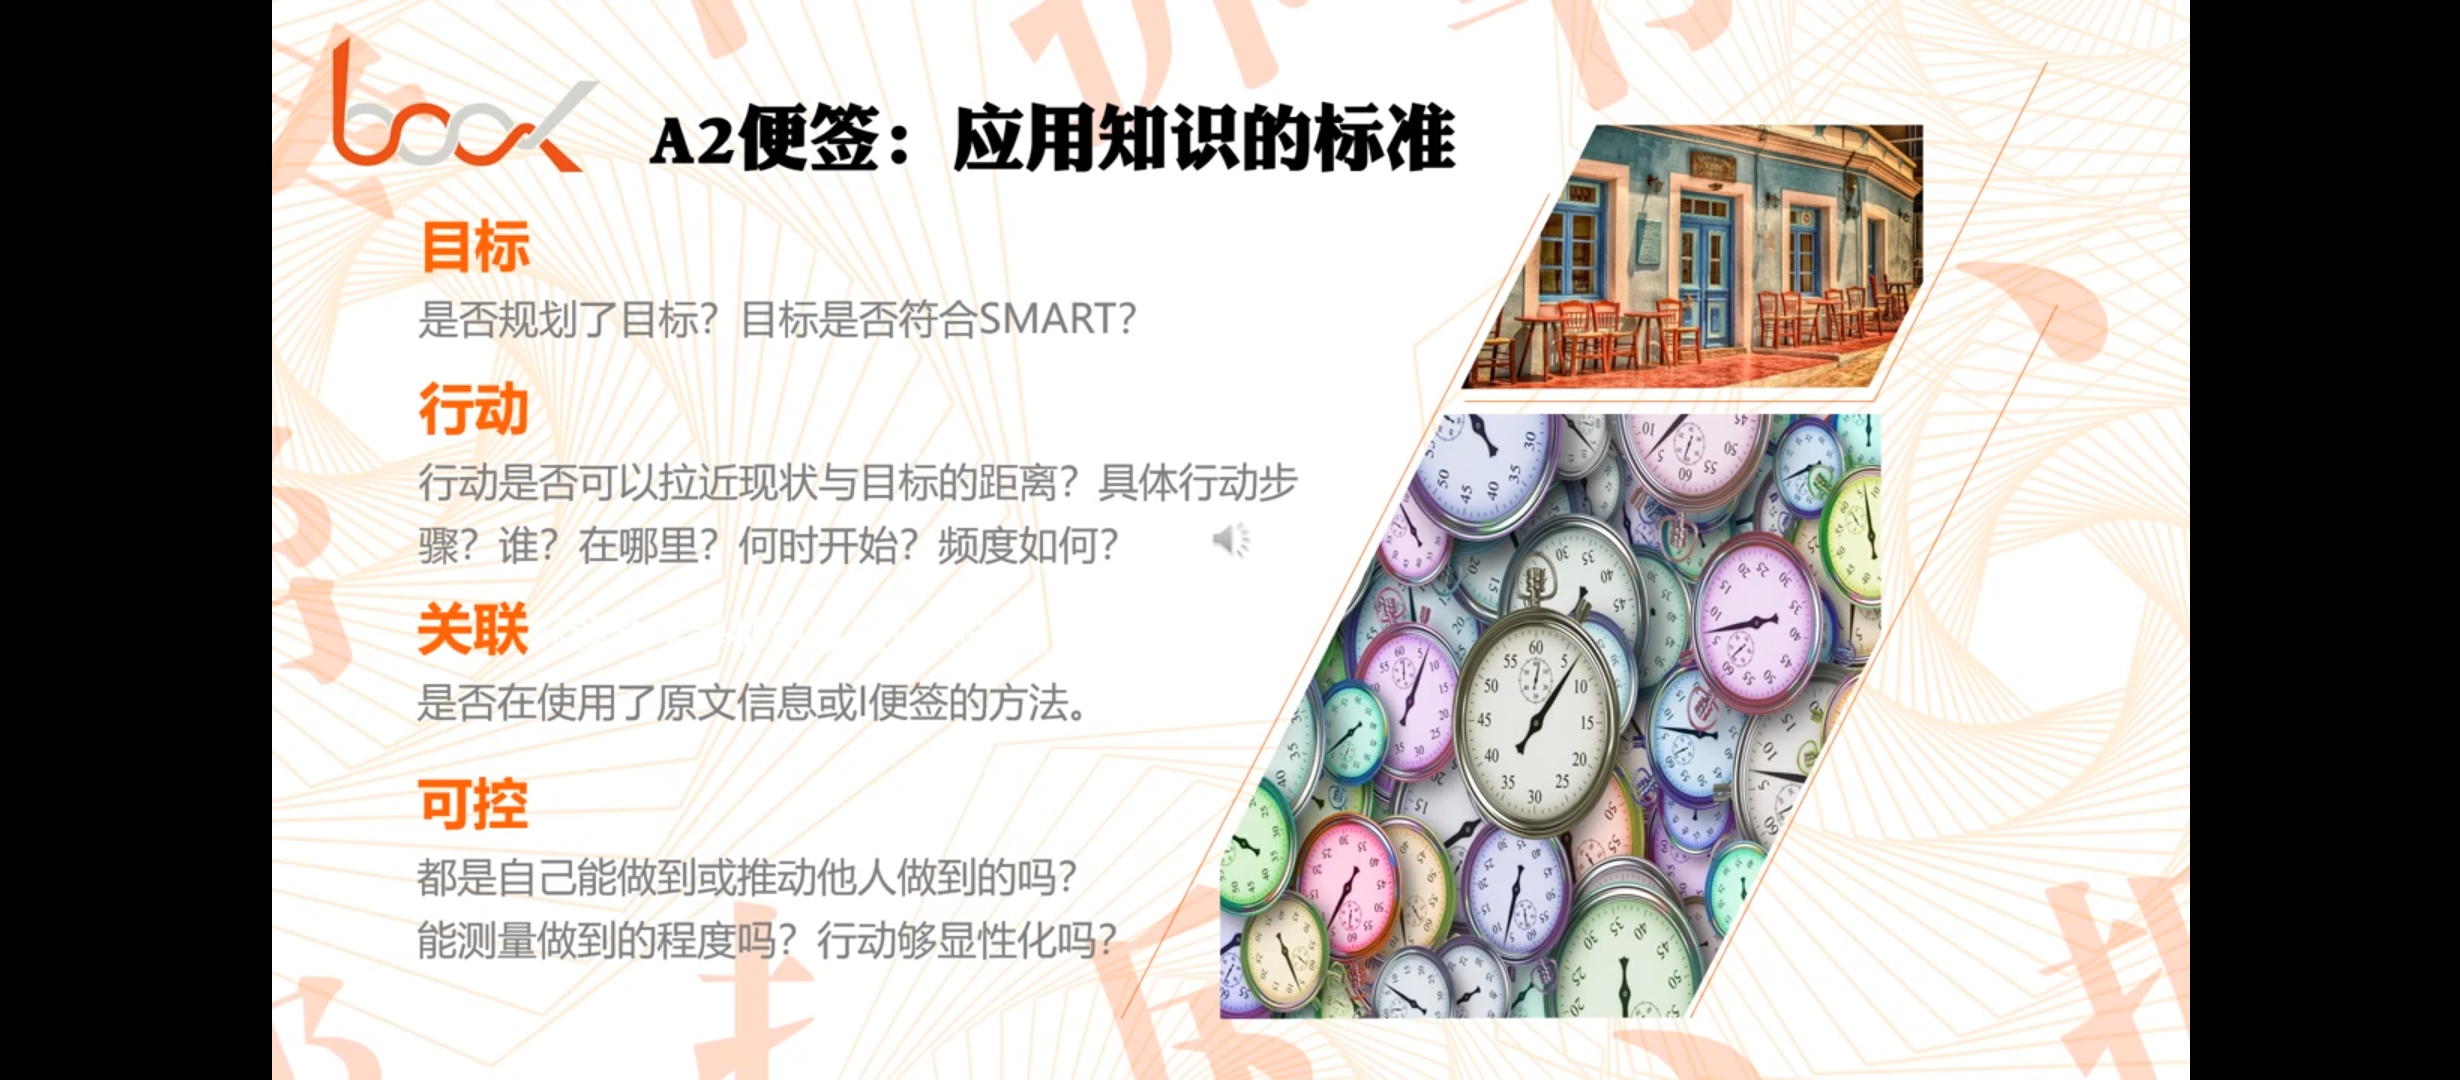 book
A2便签：应用知识的标准
目标
是否规划了目标？目标是否符合SMART？
行动
行动是否可以拉近现状与目标的距离？具体行动步
骤？谁？在哪里？何时开始？频度如何？
关联
是否在使用了原文信息或I便签的方法。
可控
都是自己能做到或推动他人做到的吗？
能测量做到的程度吗？行动够显性化吗？